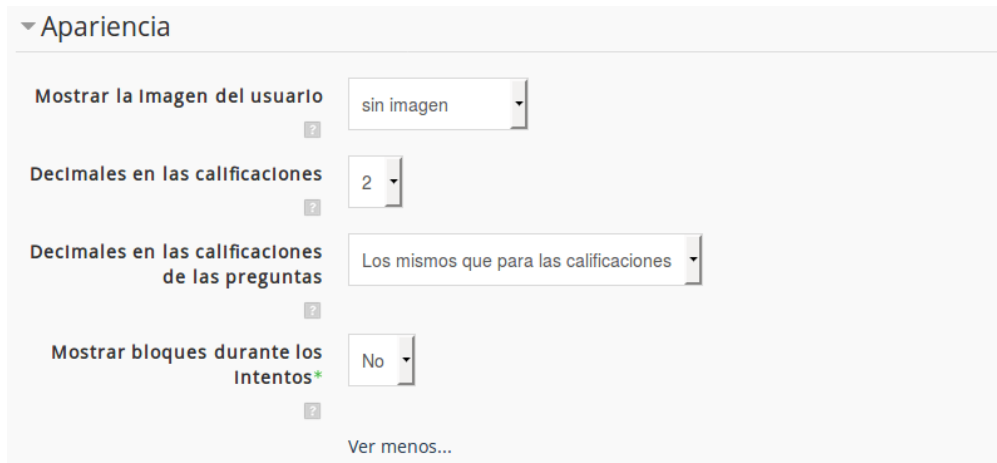 Apariencia
Mostrar la imagen del usuario
sin imagen
?
Decimales en las calificaciones
2
?
Decimales en las calificaciones
de las preguntas
Los mismos que para las calificaciones
?
Mostrar bloques durante los
intentos*
No
?
Ver menos...